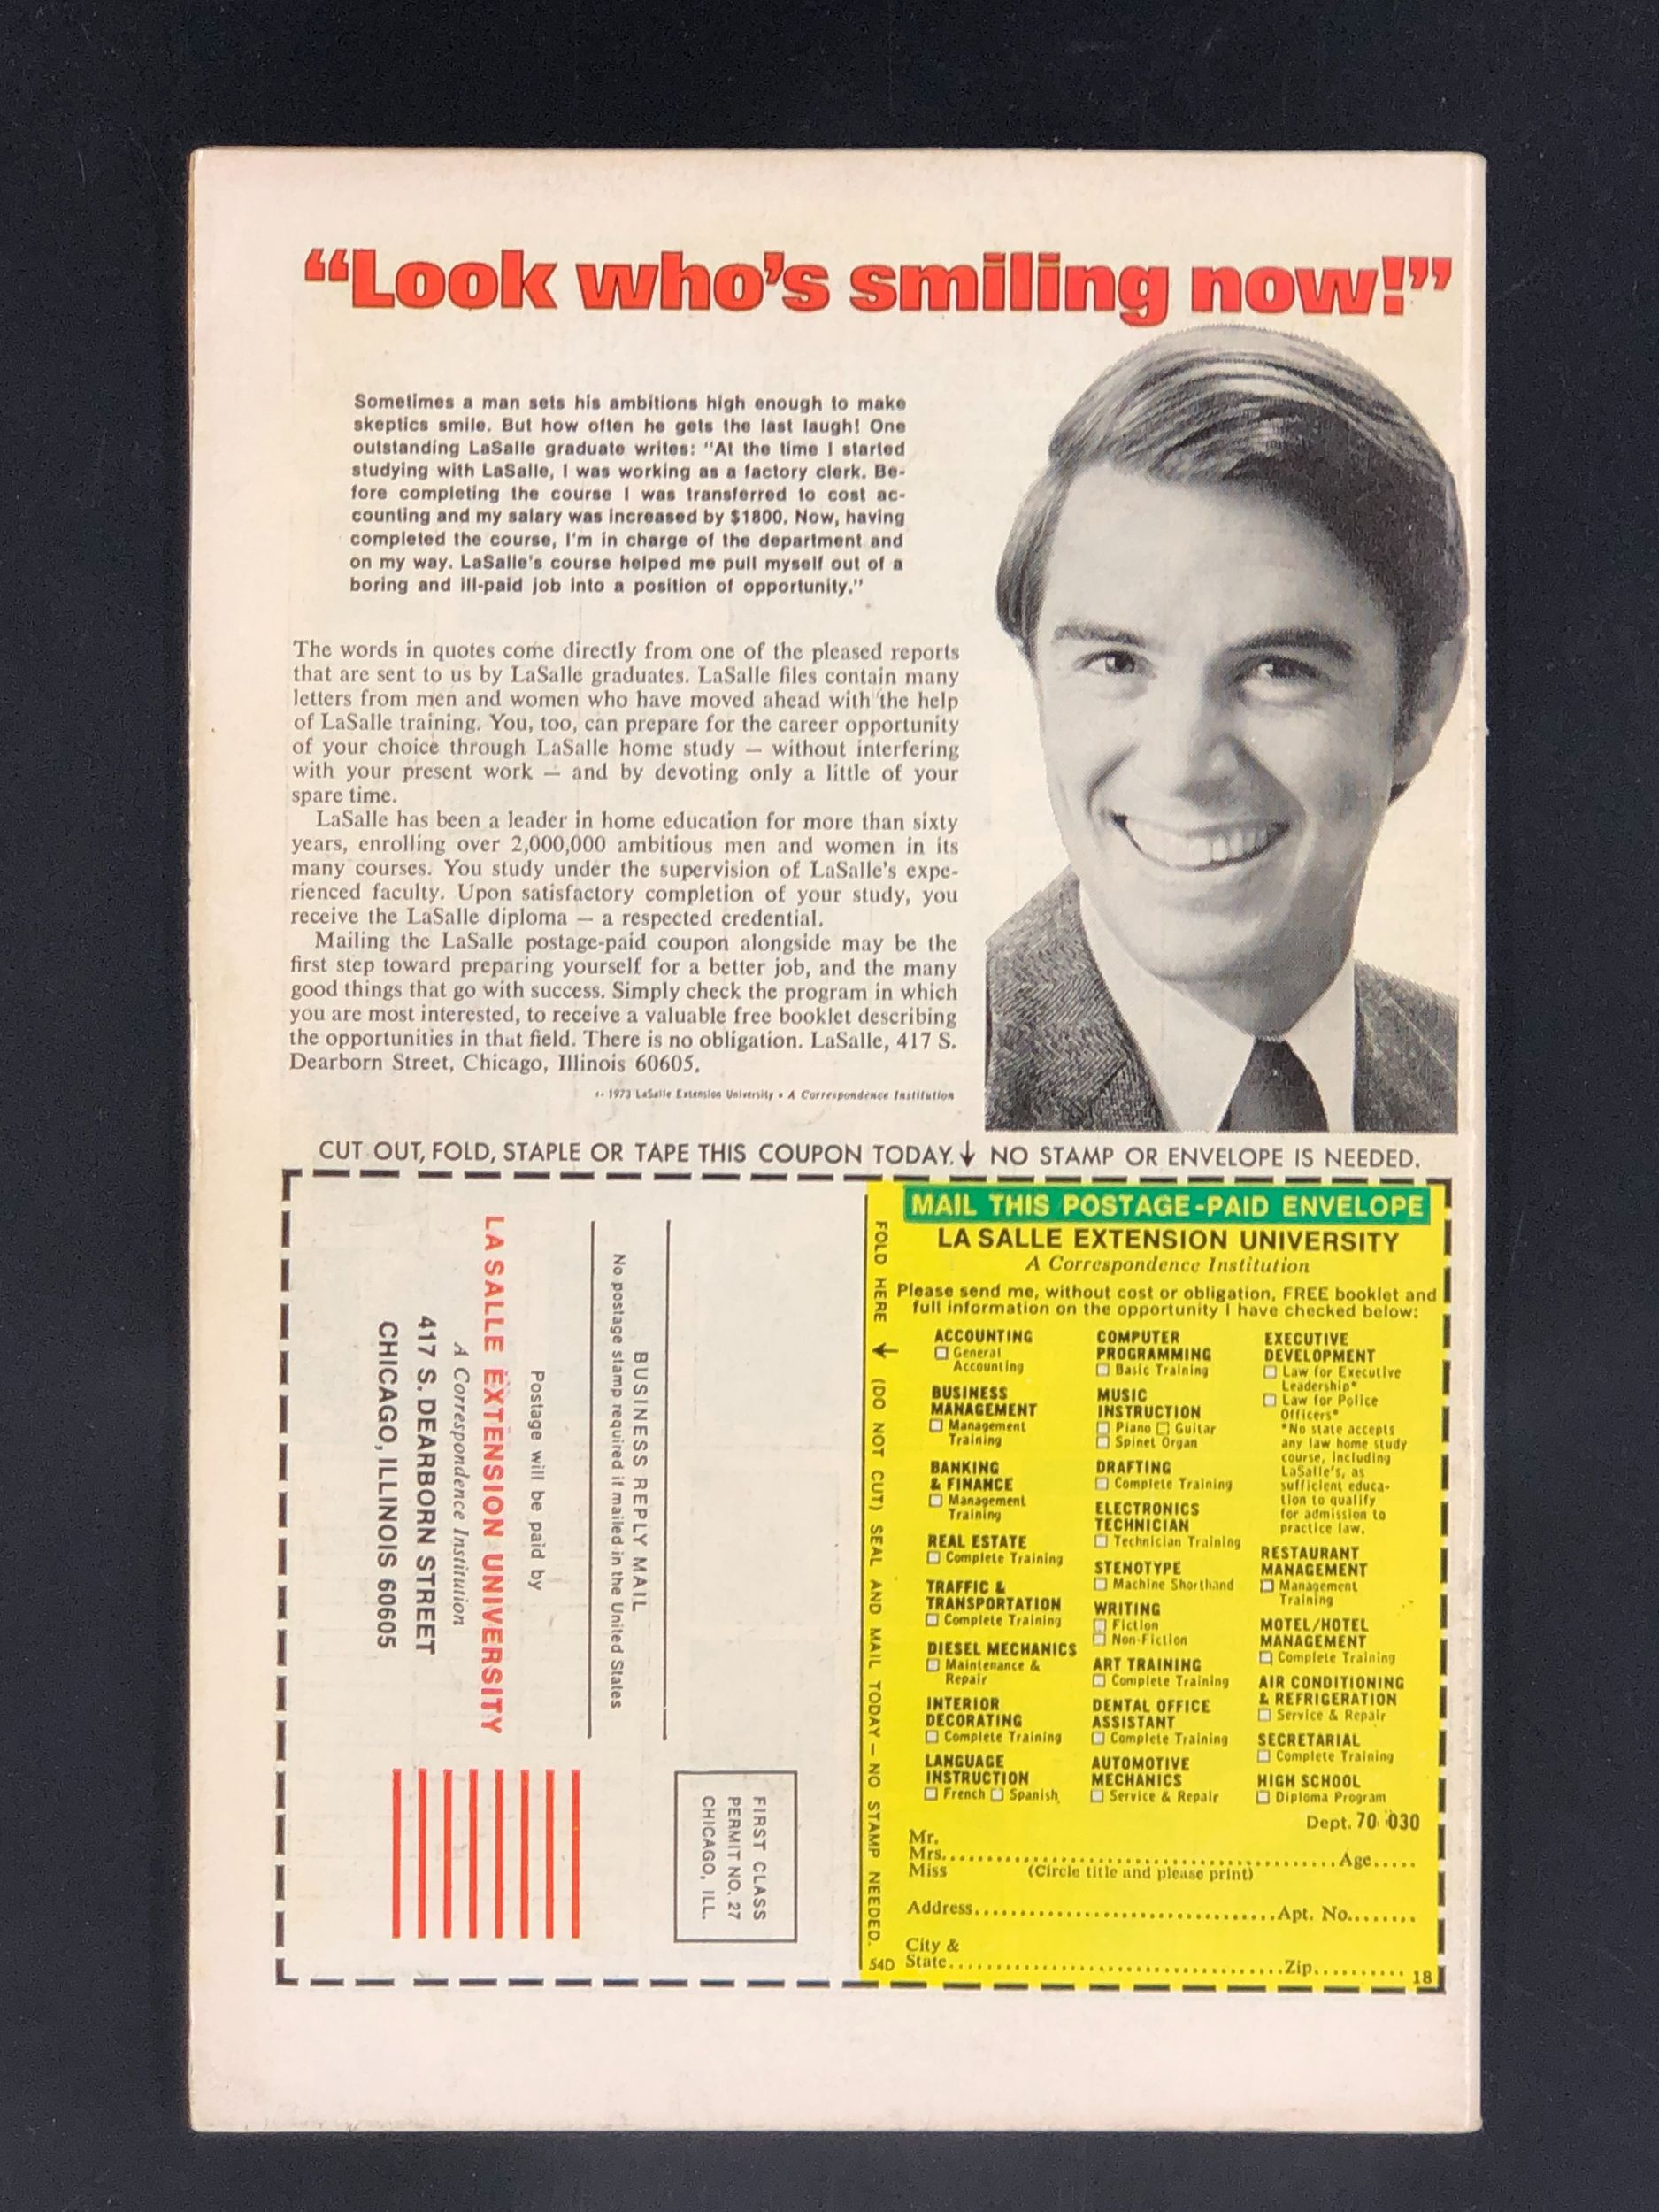 “Look who’s smiling now!”
Sometimes a man sets his ambitions high enough to make
skeptics smile. But how often he gets the last laugh! One
outstanding LaSalle graduate writes: “At the time I started
studying with LaSalle, I was working as a factory clerk. Be-
fore completing the course I was transferred to cost ac-
counting and my salary was increased by $1800. Now, having
completed the course, I’m in charge of the department and
on my way. LaSalle’s course helped me pull myself out of a
boring and ill-paid job into a position of opportunity.”
The words in quotes come directly from one of the pleased reports
that are sent to us by LaSalle graduates. LaSalle files contain many
letters from men and women who have moved ahead with the help
of LaSalle training. You, too, can prepare for the career opportunity
of your choice through LaSalle home study — without interfering
with your present work — and by devoting only a little of your
spare time.
LaSalle has been a leader in home education for more than sixty
years, enrolling over 2,000,000 ambitious men and women in its
many courses. You study under the supervision of LaSalle’s expe-
rienced faculty. Upon satisfactory completion of your study, you
receive the LaSalle diploma — a respected credential.
Mailing the LaSalle postage-paid coupon alongside may be the
first step toward preparing yourself for a better job, and the many
good things that go with success. Simply check the program in which
you are most interested, to receive a valuable free booklet describing
the opportunities in that field. There is no obligation. LaSalle, 417 S.
Dearborn Street, Chicago, Illinois 60605.
1973 LaSalle Extension University • A Correspondence Institution
CUT OUT, FOLD, STAPLE OR TAPE THIS COUPON TODAY. ↓ NO STAMP OR ENVELOPE IS NEEDED.
FIRST CLASS
PERMIT NO. 27
CHICAGO, ILL.
BUSINESS REPLY MAIL
No postage stamp required if mailed in the United States
Postage will be paid by
LA SALLE EXTENSION UNIVERSITY
A Correspondence Institution
417 S. DEARBORN STREET
CHICAGO, ILLINOIS 60605
FOLD HERE (DO NOT CUT) SEAL AND MAIL TODAY — NO STAMP NEEDED.
54D
MAIL THIS POSTAGE-PAID ENVELOPE
LA SALLE EXTENSION UNIVERSITY
A Correspondence Institution
Please send me, without cost or obligation, FREE booklet and
full information on the opportunity I have checked below:
ACCOUNTING
☐ General
Accounting
BUSINESS
MANAGEMENT
☐ Management
Training
BANKING
& FINANCE
☐ Management
Training
REAL ESTATE
☐ Complete Training
TRAFFIC &
TRANSPORTATION
☐ Complete Training
DIESEL MECHANICS
☐ Maintenance &
Repair
INTERIOR
DECORATING
☐ Complete Training
LANGUAGE
INSTRUCTION
☐ French ☐ Spanish
COMPUTER
PROGRAMMING
☐ Basic Training
MUSIC
INSTRUCTION
☐ Piano ☐ Guitar
☐ Spinet Organ
DRAFTING
☐ Complete Training
ELECTRONICS
TECHNICIAN
☐ Technician Training
STENOTYPE
☐ Machine Shorthand
WRITING
☐ Fiction
☐ Non-Fiction
ART TRAINING
☐ Complete Training
DENTAL OFFICE
ASSISTANT
☐ Complete Training
AUTOMOTIVE
MECHANICS
☐ Service & Repair
EXECUTIVE
DEVELOPMENT
☐ Law for Executive
Leadership*
☐ Law for Police
Officers*
*No state accepts
any law home study
course, including
LaSalle’s, as
sufficient educa-
tion to qualify
for admission to
practice law.
RESTAURANT
MANAGEMENT
☐ Management
Training
MOTEL/HOTEL
MANAGEMENT
☐ Complete Training
AIR CONDITIONING
& REFRIGERATION
☐ Service & Repair
SECRETARIAL
☐ Complete Training
HIGH SCHOOL
☐ Diploma Program
Dept. 70-030
Mr.
Mrs. Age
Miss (Circle title and please print)
Address Apt. No.
City &
State Zip
18